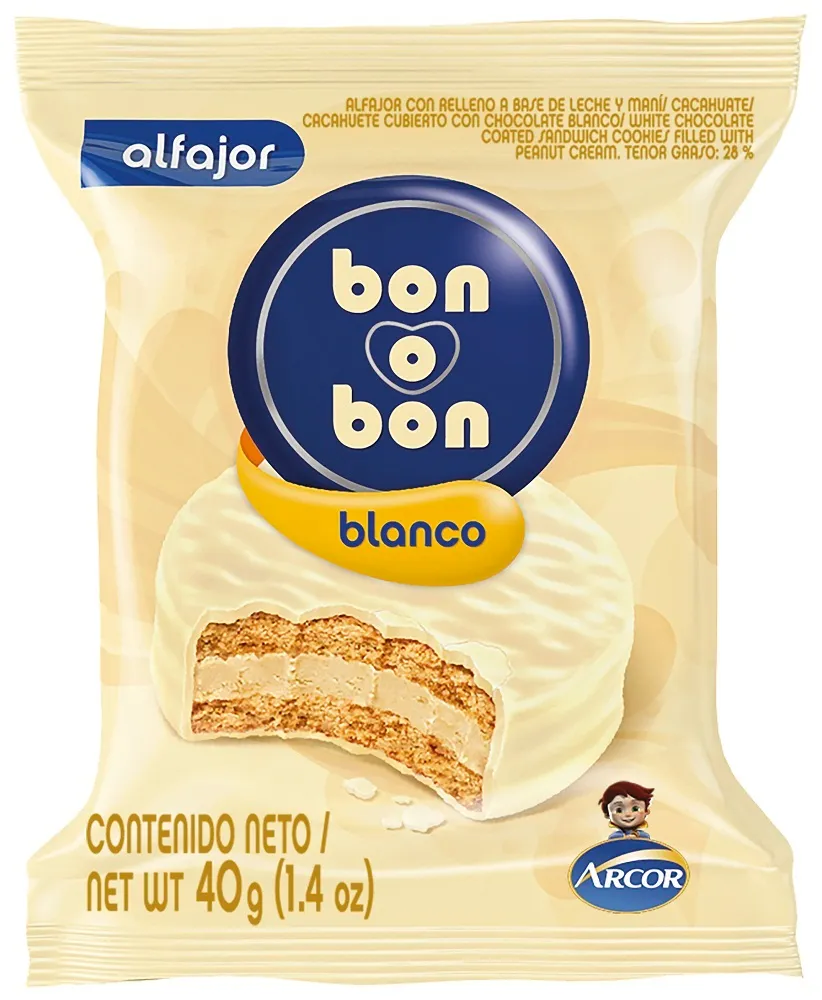 alfajor
ALFAJOR CON RELLENO A BASE DE LECHE Y MANÍ/ CACAHUATE/
CACAHUETE CUBIERTO CON CHOCOLATE BLANCO/ WHITE CHOCOLATE
COATED SANDWICH COOKIES FILLED WITH
PEANUT CREAM. TENOR GRASO: 28 %
bon
o
bon
blanco
CONTENIDO NETO /
NET WT 40g (1.4 oz)
ARCOR